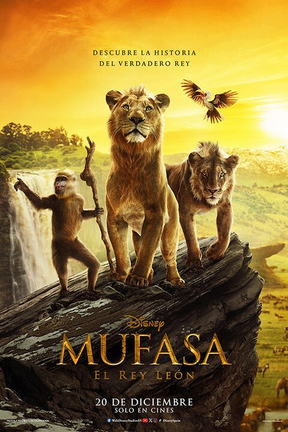 DESCUBRE LA HISTORIA
DEL VERDADERO REY
Disney
MUFASA
EL REY LEÓN
20 DE DICIEMBRE
SOLO EN CINES